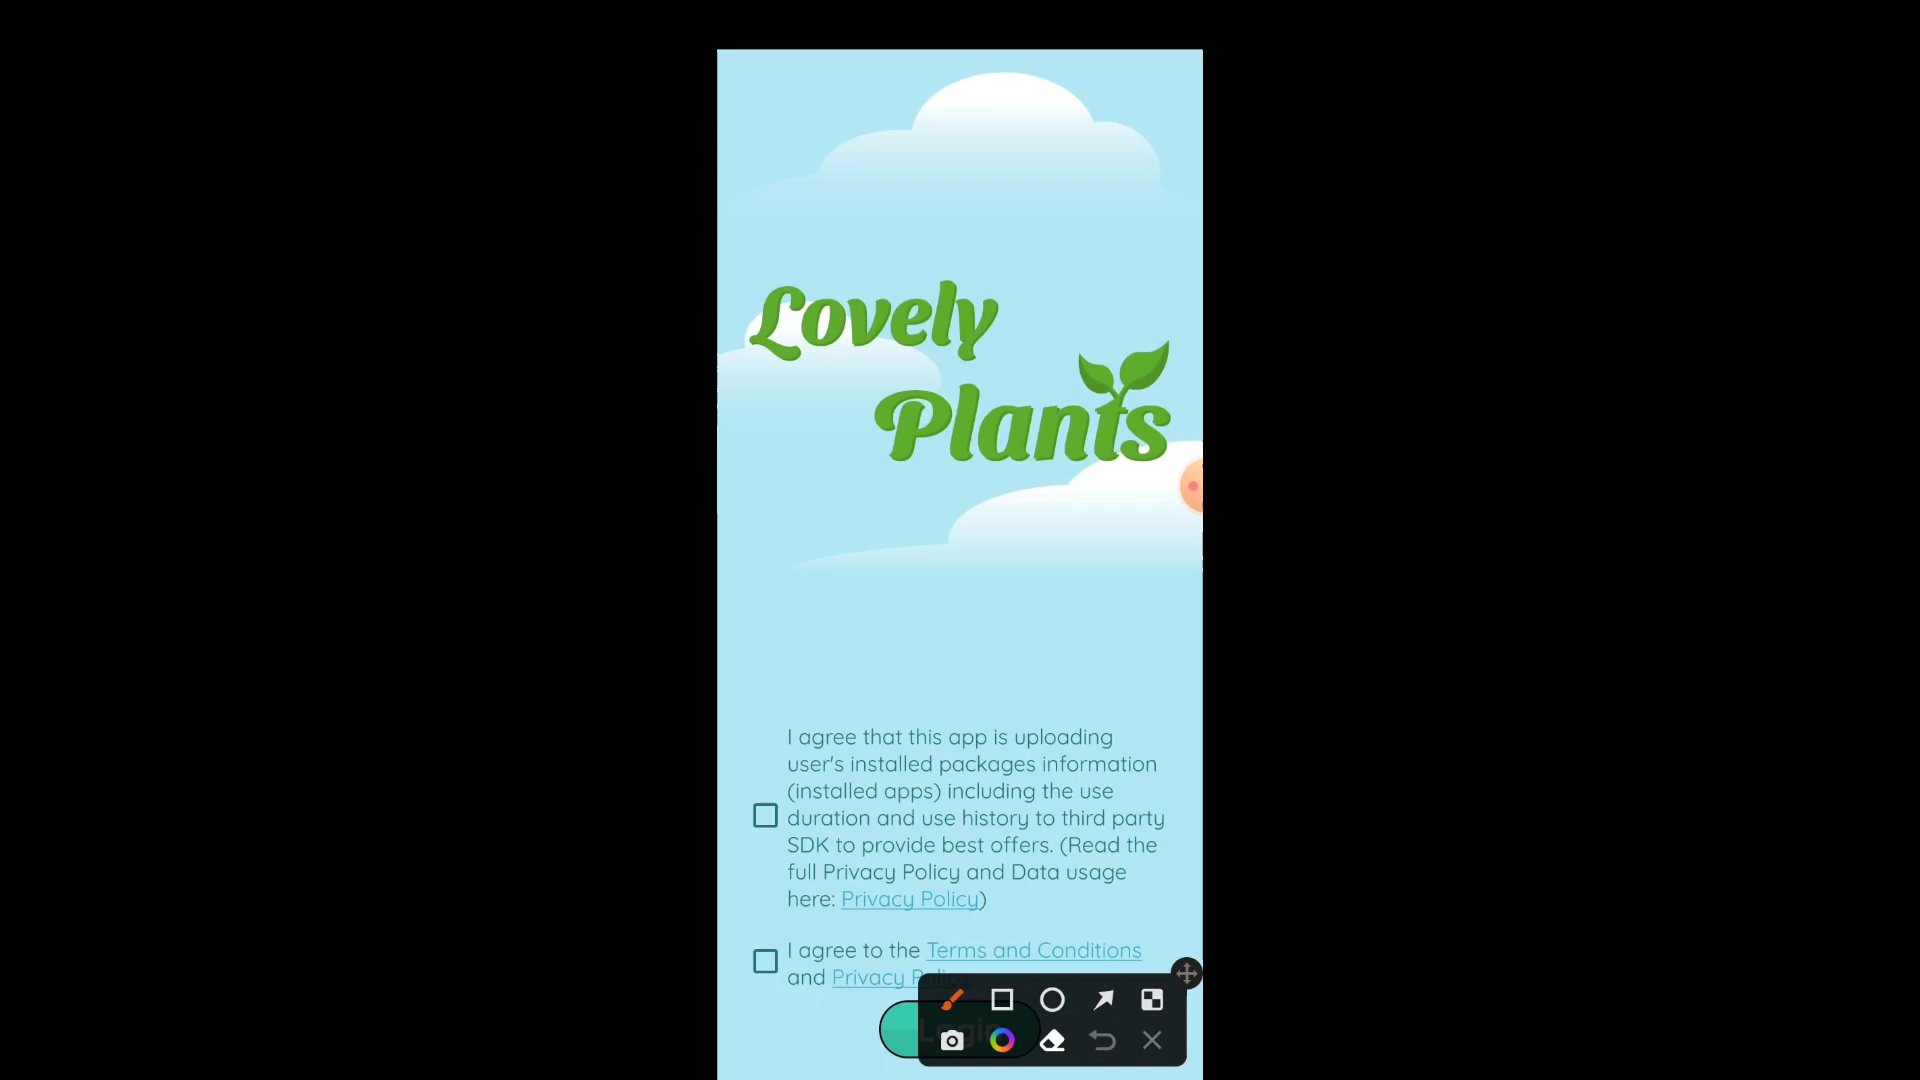 Lovely
Plants
I agree that this app is uploading
user's installed packages information
(installed apps) including the use
duration and use history to third party
SDK to provide best offers. (Read the
full Privacy Policy and Data usage
here: Privacy Policy)
I agree to the Terms and Conditions
and Privacy Policy
Login